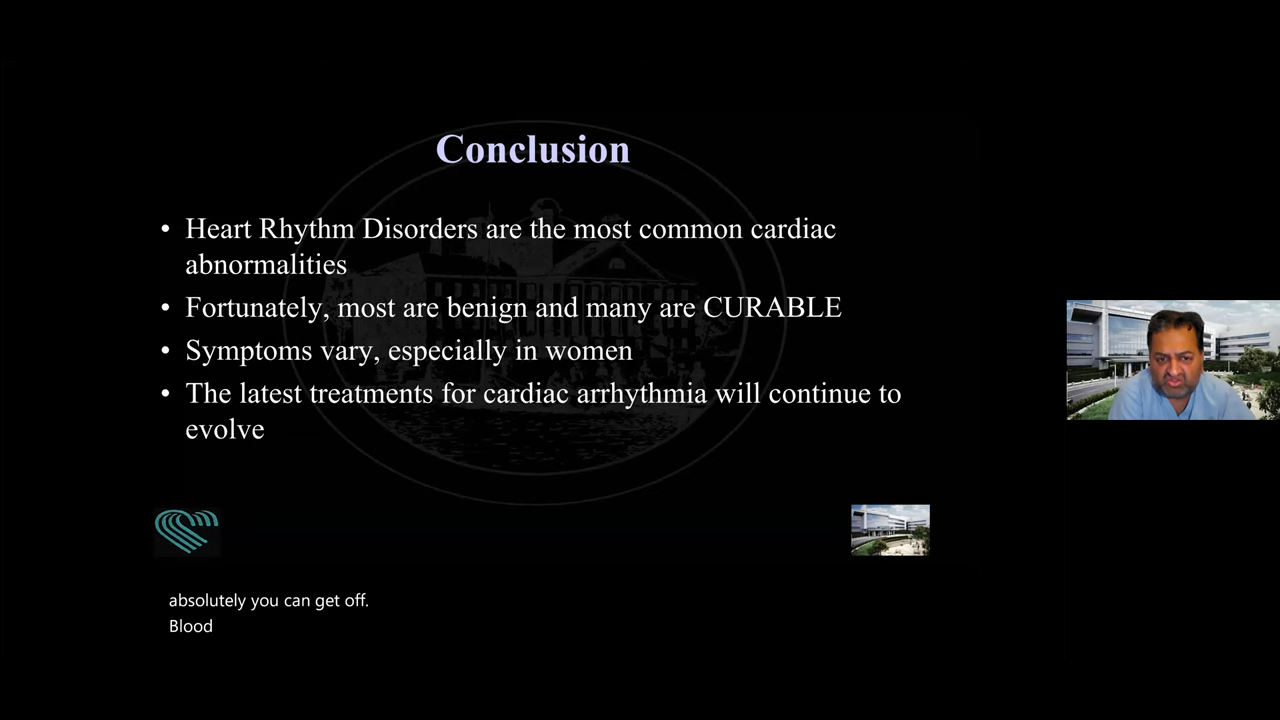 Conclusion
• Heart Rhythm Disorders are the most common cardiac
abnormalities
• Fortunately, most are benign and many are CURABLE
• Symptoms vary, especially in women
• The latest treatments for cardiac arrhythmia will continue to
evolve
absolutely you can get off.
Blood